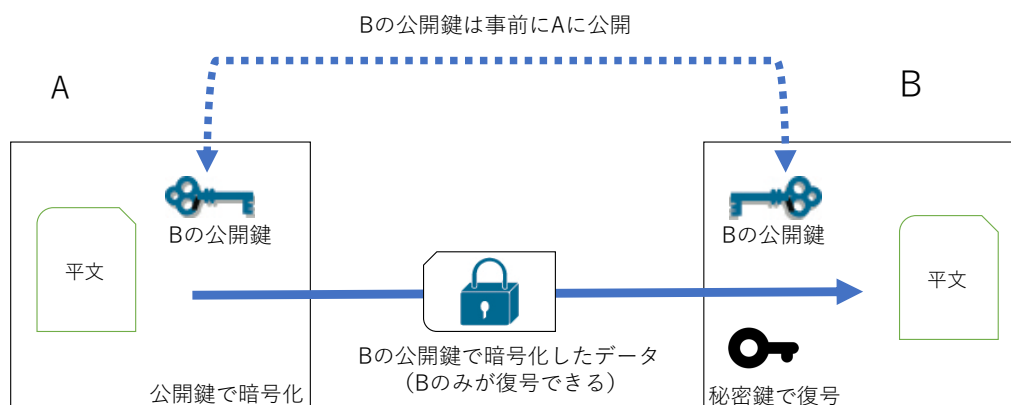 Bの公開鍵は事前にAに公開
A
B
Bの公開鍵
Bの公開鍵
平文
平文
Bの公開鍵で暗号化したデータ
（Bのみが復号できる）
公開鍵で暗号化
秘密鍵で復号